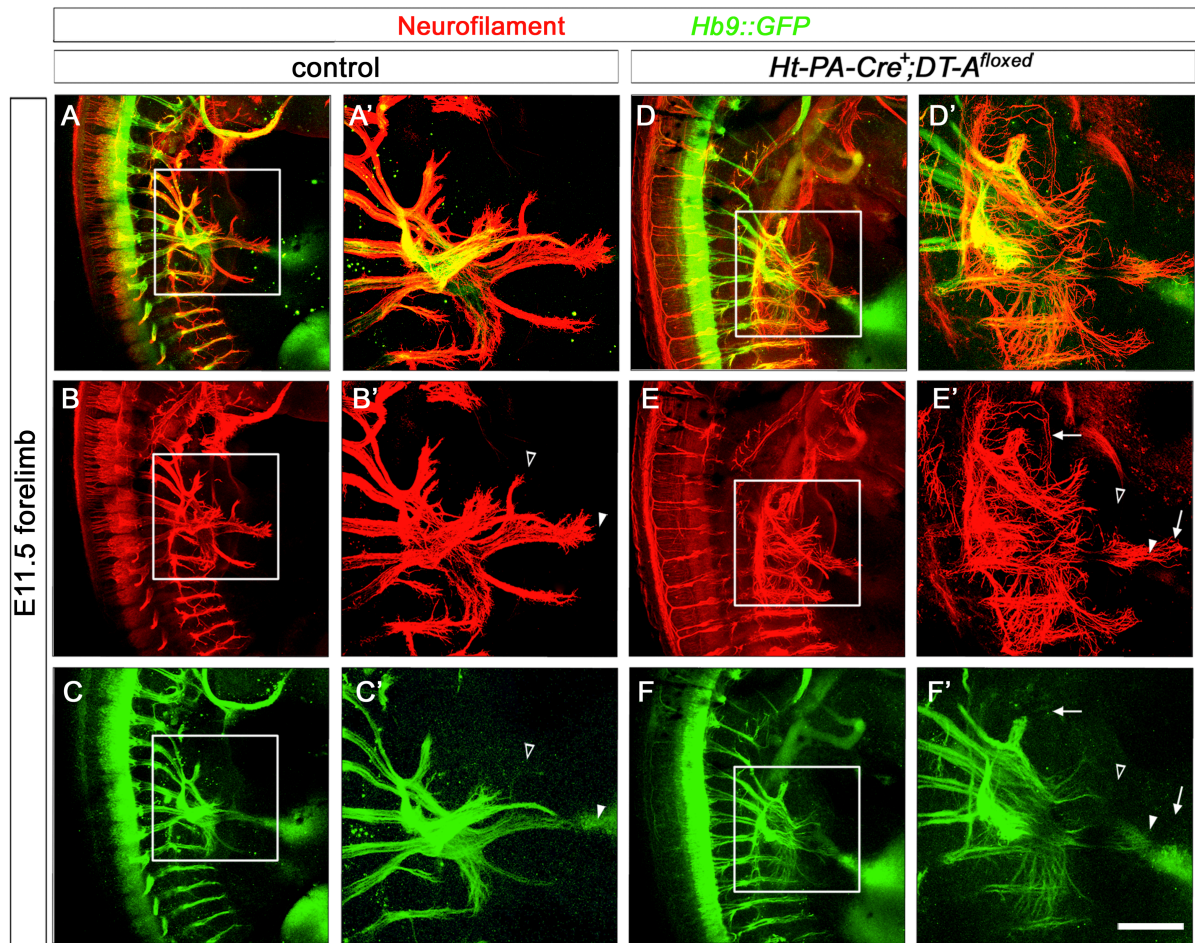 Neurofilament Hb9::GFP
control Ht-PA-Cre+;DT-Afloxed
E11.5 forelimb
A A' D D'
B B' E E'
C C' F F'